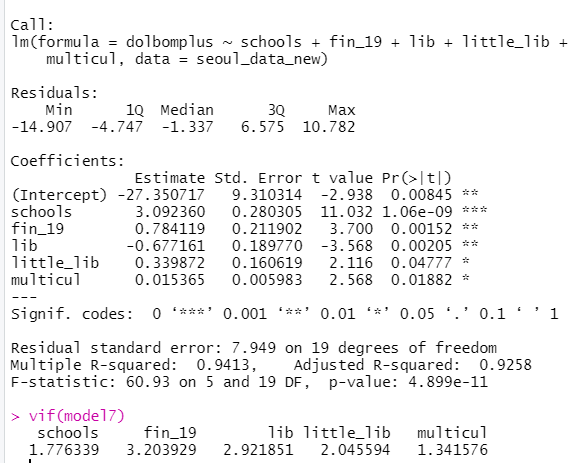 Call:
lm(formula = dolbomplus ~ schools + fin_19 + lib + little_lib +
    multicul, data = seoul_data_new)

Residuals:
    Min      1Q  Median      3Q     Max
-14.907  -4.747  -1.337   6.575  10.782

Coefficients:
              Estimate Std. Error t value Pr(>|t|)
(Intercept) -27.350717   9.310314  -2.938  0.00845 **
schools       3.092360   0.280305  11.032 1.06e-09 ***
fin_19        0.784119   0.211902   3.700  0.00152 **
lib          -0.677161   0.189770  -3.568  0.00205 **
little_lib    0.339872   0.160619   2.116  0.04777 *
multicul      0.015365   0.005983   2.568  0.01882 *
---
Signif. codes:  0 ‘***’ 0.001 ‘**’ 0.01 ‘*’ 0.05 ‘.’ 0.1 ‘ ’ 1

Residual standard error: 7.949 on 19 degrees of freedom
Multiple R-squared:  0.9413,	Adjusted R-squared:  0.9258
F-statistic: 60.93 on 5 and 19 DF,  p-value: 4.899e-11

> vif(model7)
   schools     fin_19        lib little_lib   multicul
  1.776339   3.203929   2.921851   2.045594   1.341576